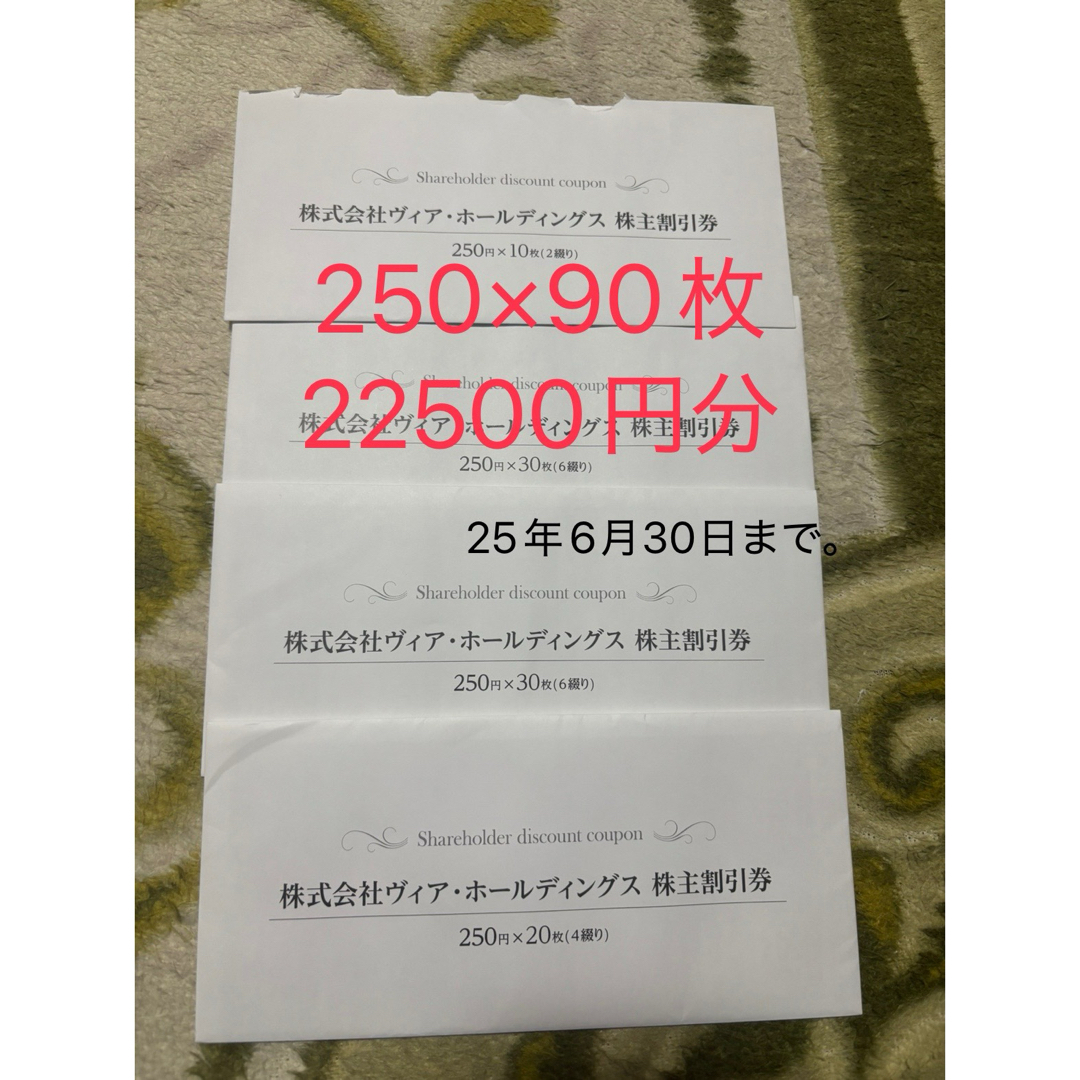 Shareholder discount coupon
株式会社ヴィア・ホールディングス 株主割引券
250円×10枚(2綴り)
250×90枚
Shareholder discount coupon
22500円分
株式会社ヴィア・ホールディングス 株主割引券
250円×30枚(6綴り)
25年6月30日まで。
Shareholder discount coupon
株式会社ヴィア・ホールディングス 株主割引券
250円×30枚(6綴り)
Shareholder discount coupon
株式会社ヴィア・ホールディングス 株主割引券
250円×20枚(4綴り)